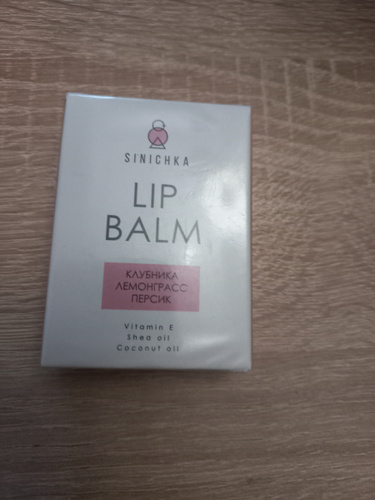 SINICHKA
LIP
BALM
КЛУБНИКА
ЛЕМОНГРАСС
ПЕРСИК
Vitamin E
Shea oil
Coconut oil